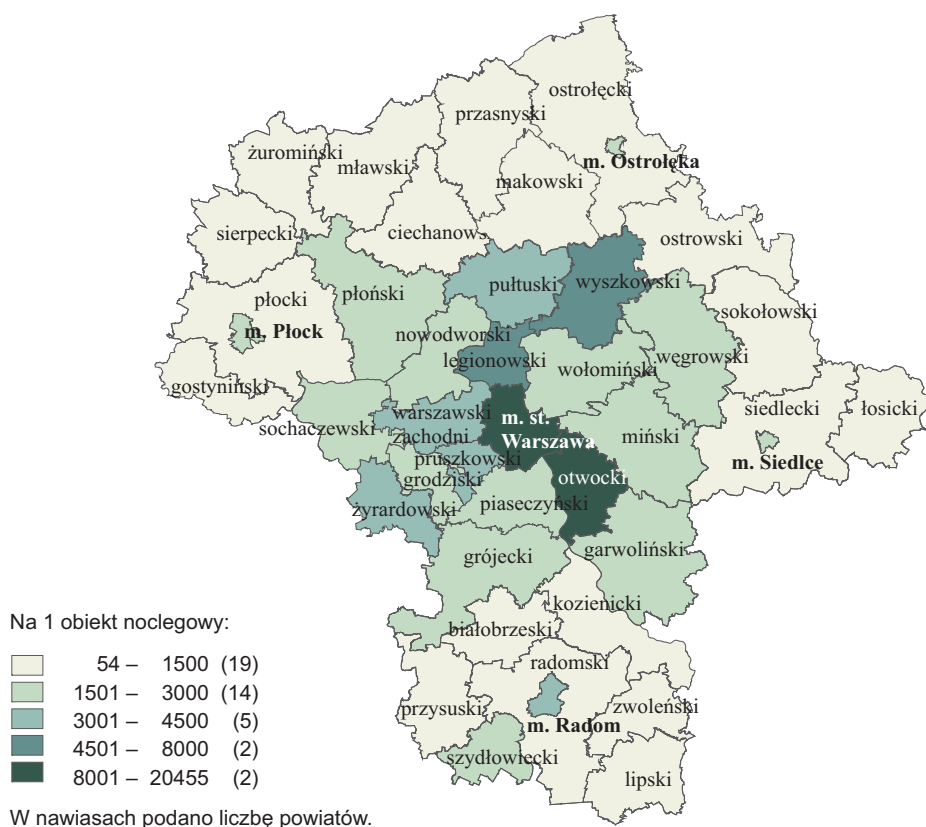 ostrołęcki
przasnyski
m. Ostrołęka
żuromiński
mławski
makowski
sierpecki
ciechanows.
ostrowski
pułtuski
wyszkowski
płocki
płoński
sokołowski
m. Płock
nowodworski
legionowski
wołomiński
węgrowski
gostyniński
warszawski
zachodni
m. st.
Warszawa
siedlecki
łosicki
sochaczewski
miński
m. Siedlce
pruszkowski
grodziski
otwocki
żyrardowski
piaseczyński
grójecki
garwoliński
kozienicki
białobrzeski
radomski
przysuski
zwoleński
m. Radom
szydłowiecki
lipski
Na 1 obiekt noclegowy:
54 – 1500 (19)
1501 – 3000 (14)
3001 – 4500 (5)
4501 – 8000 (2)
8001 – 20455 (2)
W nawiasach podano liczbę powiatów.